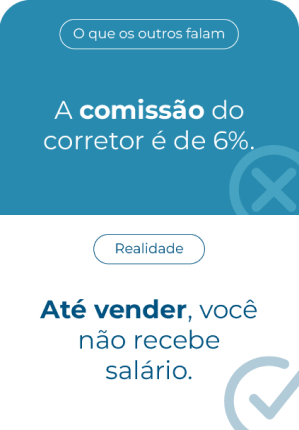 O que os outros falam
A comissão do
corretor é de 6%.
Realidade
Até vender, você
não recebe
salário.